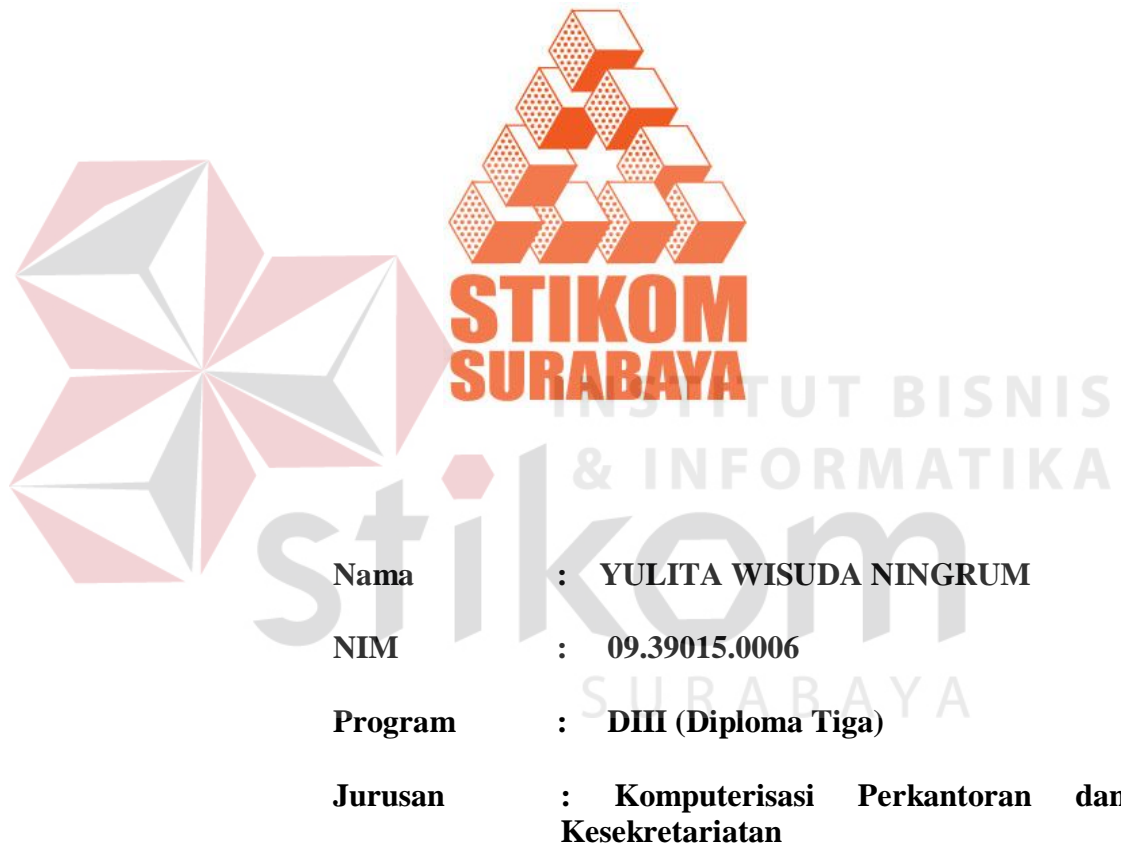 STIKOM
SURABAYA
INSTITUT BISNIS
& INFORMATIKA
stikom
SURABAYA
Nama : YULITA WISUDA NINGRUM
NIM : 09.39015.0006
Program : DIII (Diploma Tiga)
Jurusan : Komputerisasi Perkantoran dan
Kesekretariatan